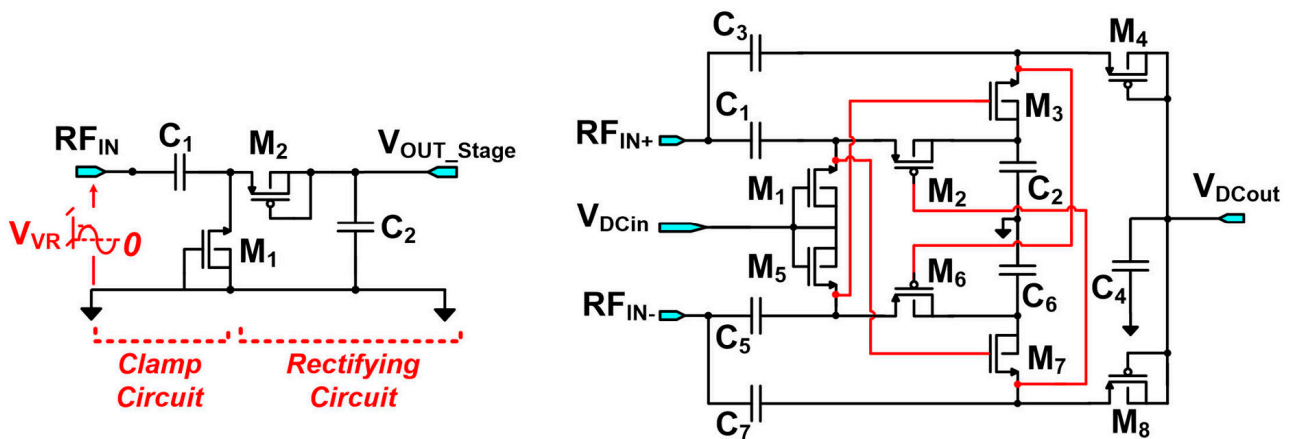 RF_IN
C_1
M_2
V_OUT_Stage
V_VR
0
M_1
C_2
Clamp
Circuit
Rectifying
Circuit
C_3
M_4
M_3
RF_IN+
C_1
M_1
M_2
C_2
V_DCin
V_DCout
M_5
M_6
RF_IN-
C_5
C_6
C_4
M_7
C_7
M_8